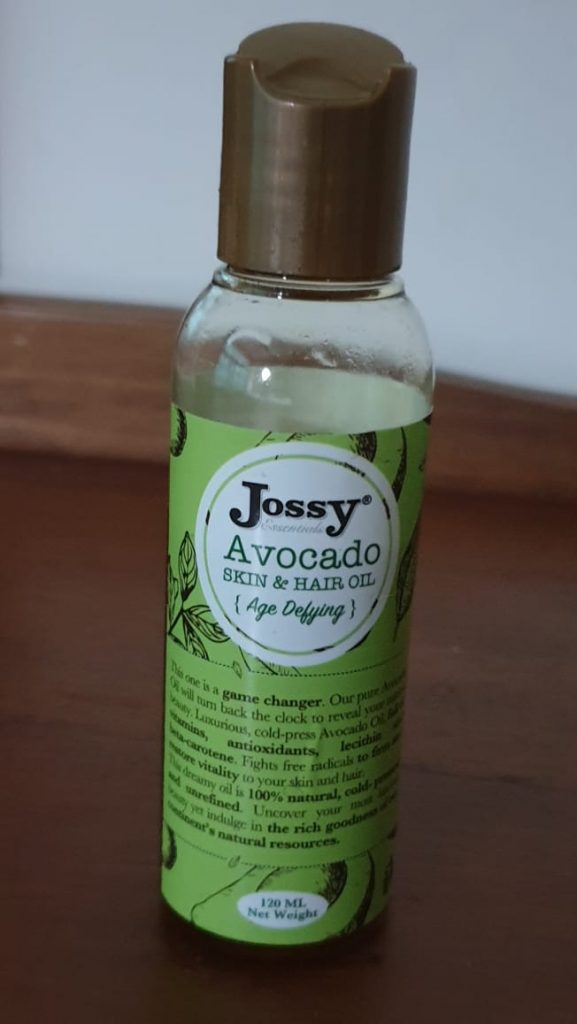 Jossy®
Essentials
Avocado
SKIN & HAIR OIL
{ Age Defying }
This one is a game changer. Our pure
Oil will turn back the clock to reveal your
beauty. Luxurious, cold-press Avocado Oil,
vitamins, antioxidants, lecithin
beta-carotene. Fights free radicals to
restore vitality to your skin and hair.
This dreamy oil is 100% natural, cold-
and unrefined. Uncover your most
beauty yet indulge in the rich goodness of
continent's natural resources.
120 ML
Net Weight